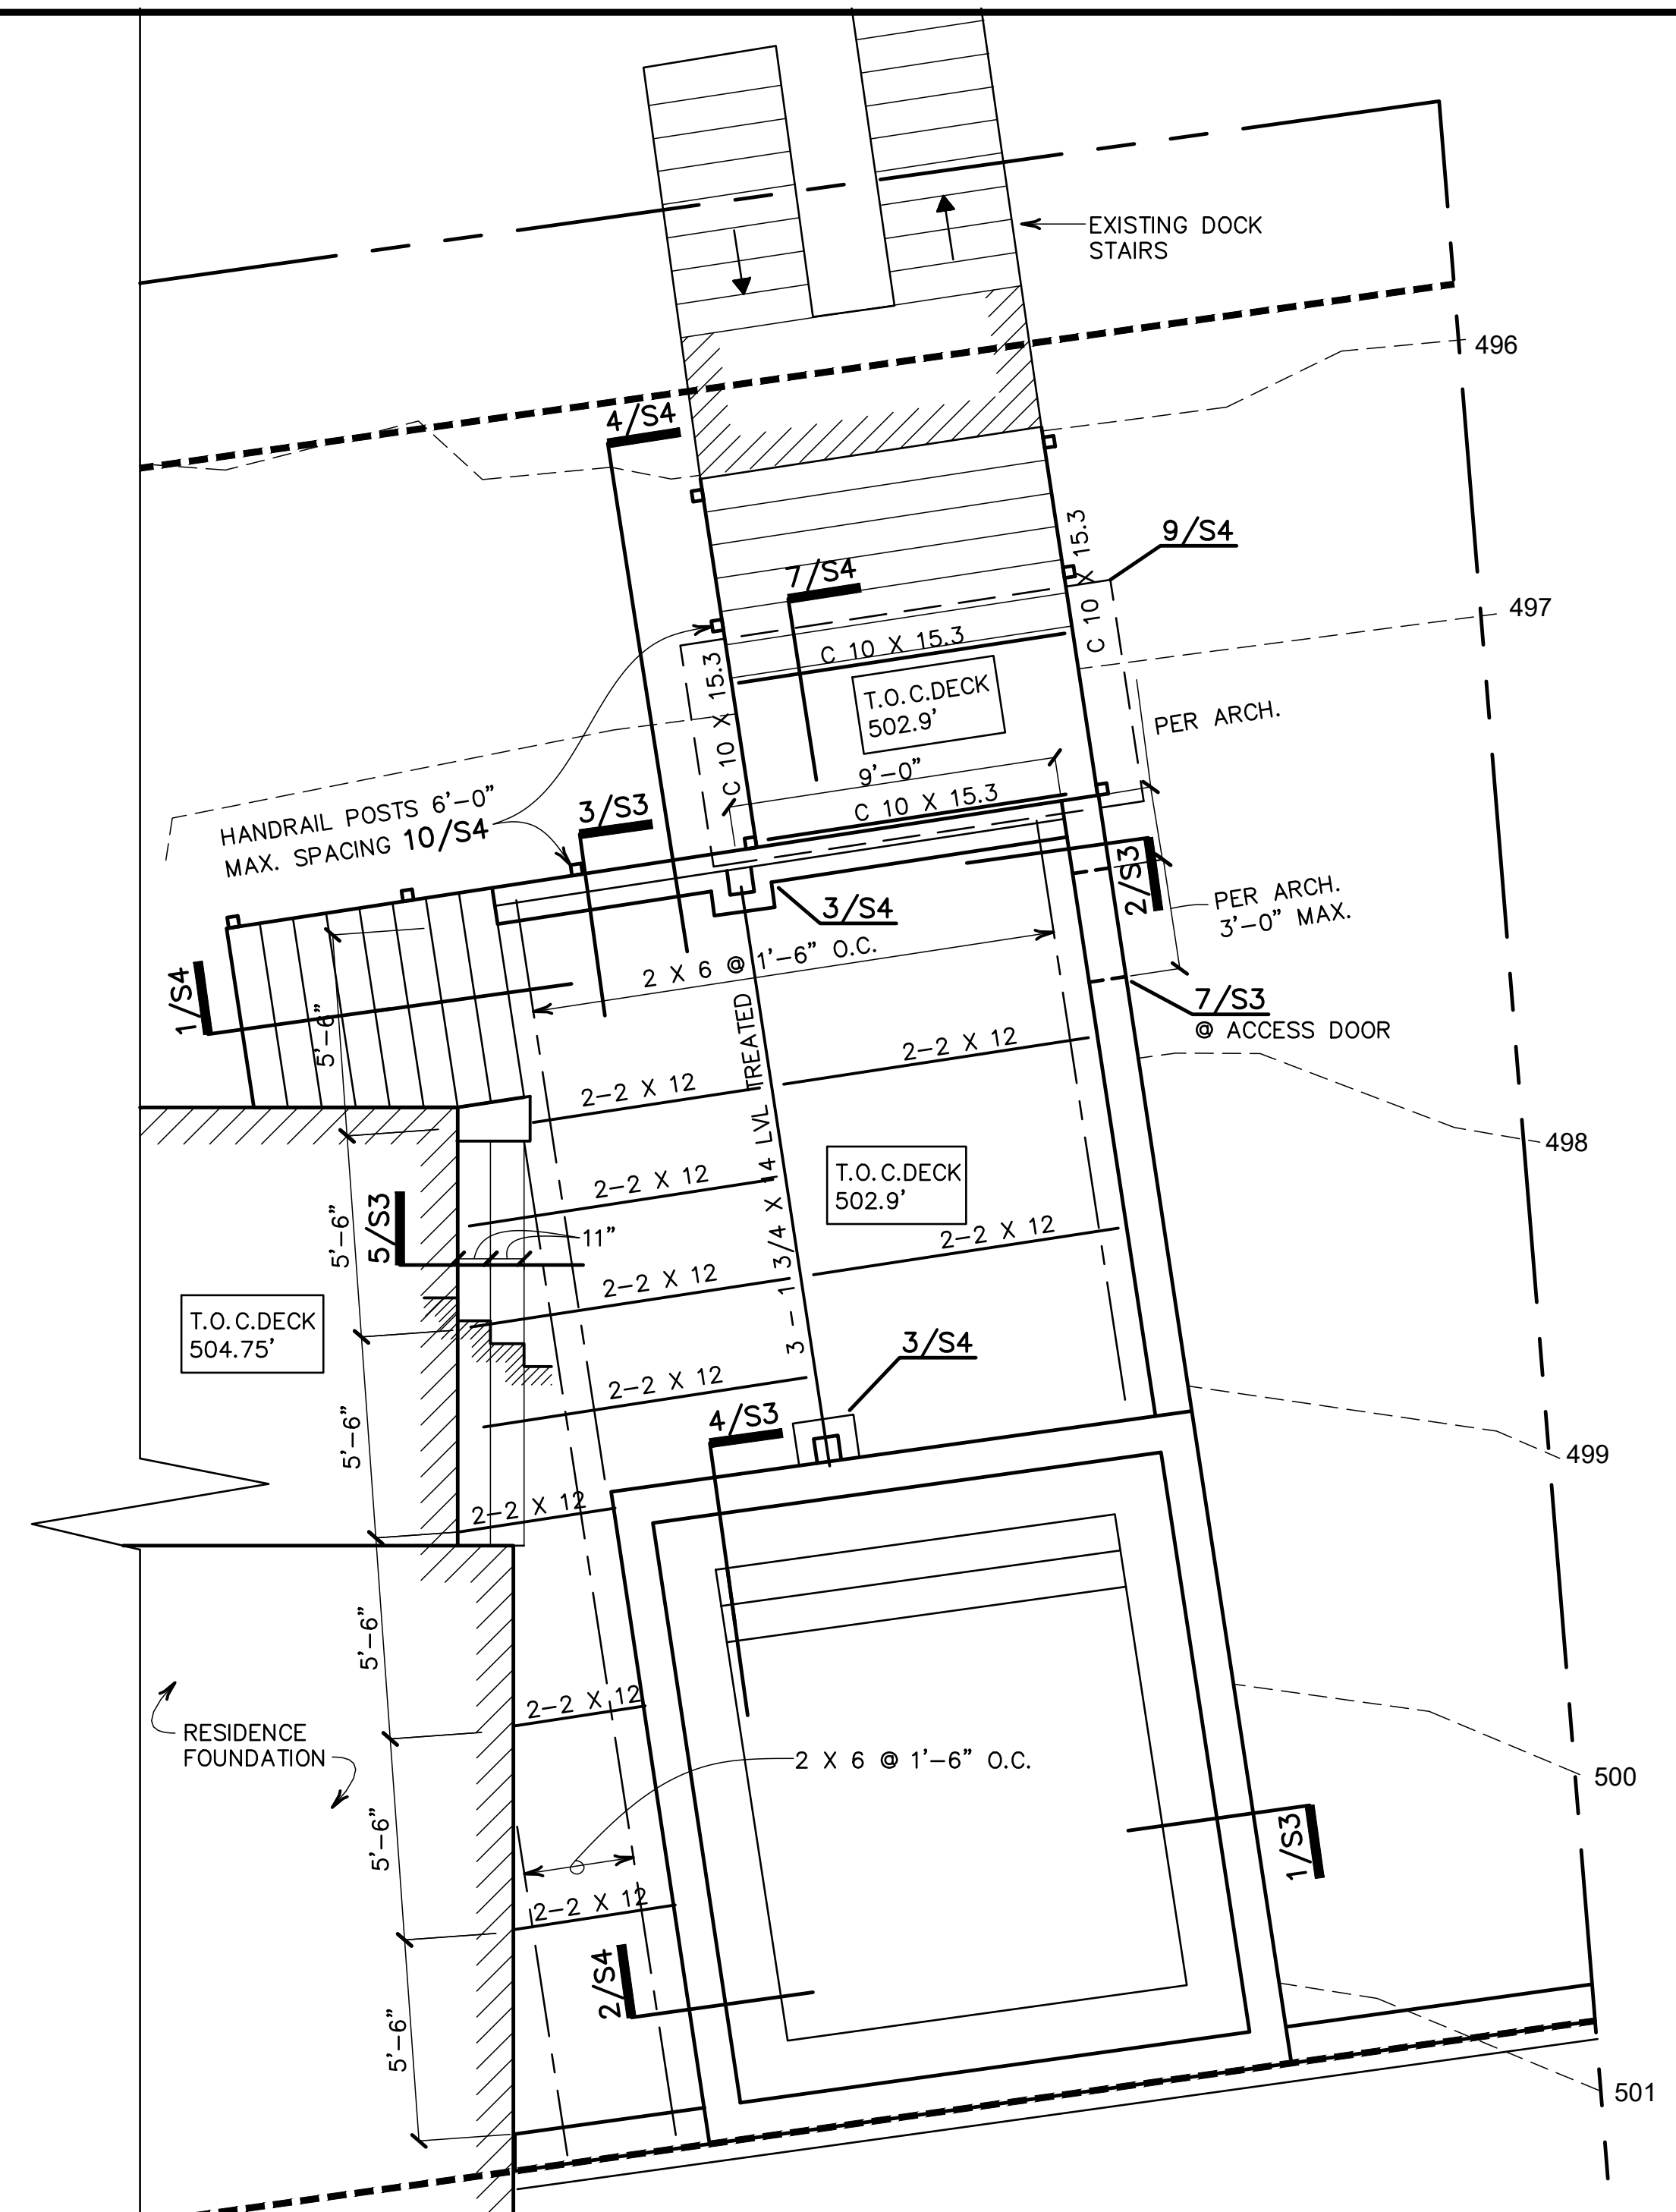 EXISTING DOCK
STAIRS
496
4/S4
9/S4
C 10 X 15.3
7/S4
497
C 10 X 15.3
C 10 X 15.3
T.O.C.DECK
502.9'
PER ARCH.
9'-0"
C 10 X 15.3
HANDRAIL POSTS 6'-0"
MAX. SPACING 10/S4
3/S3
2/S3
3/S4
PER ARCH.
3'-0" MAX.
2 X 6 @ 1'-6" O.C.
1/S4
5'-6"
7/S3
@ ACCESS DOOR
2-2 X 12
2-2 X 12
3 - 1 3/4 X 14 LVL TREATED
498
T.O.C.DECK
502.9'
2-2 X 12
5/S3
5'-6"
11"
2-2 X 12
2-2 X 12
T.O.C.DECK
504.75'
3/S4
2-2 X 12
4/S3
5'-6"
499
2-2 X 12
5'-6"
2-2 X 12
RESIDENCE
FOUNDATION
2 X 6 @ 1'-6" O.C.
500
5'-6"
1/S3
2-2 X 12
2/S4
5'-6"
501